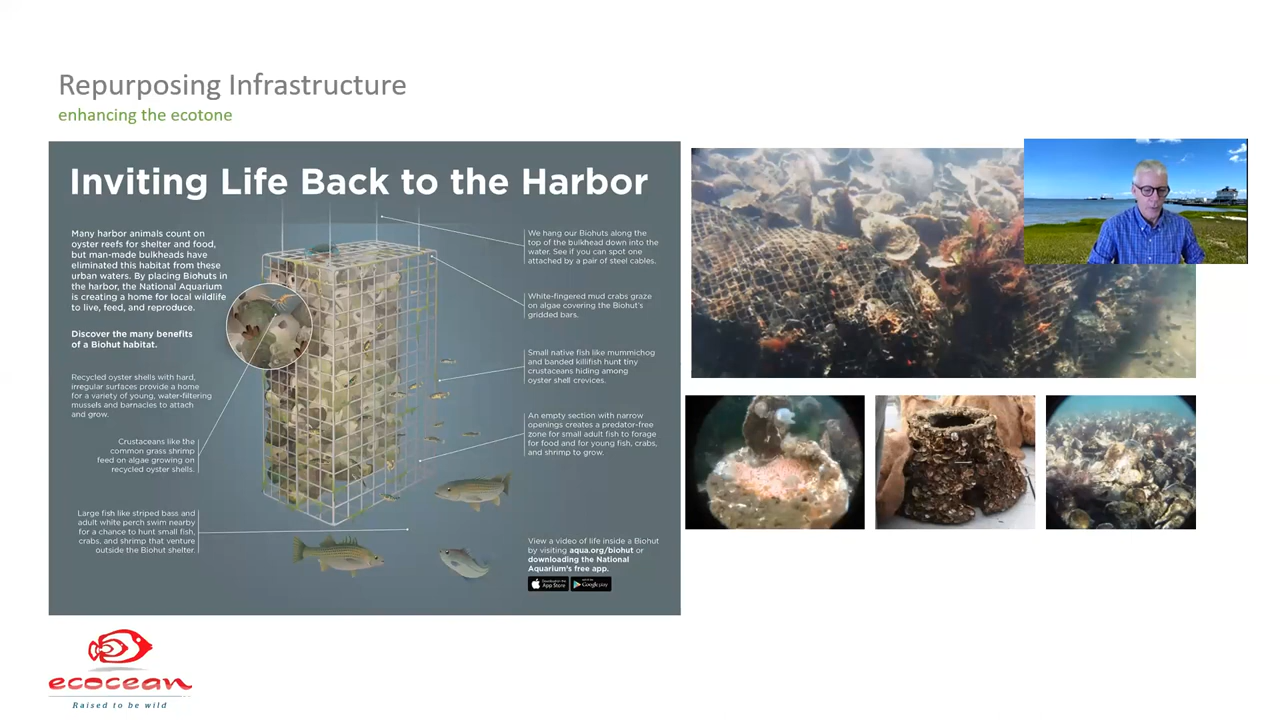 Repurposing Infrastructure
enhancing the ecotone
Inviting Life Back to the Harbor
Many harbor animals count on
oyster reefs for shelter and food,
but man-made bulkheads have
eliminated this habitat from these
urban waters. By placing Biohuts in
the harbor, the National Aquarium
is creating a home for local wildlife
to live, feed, and reproduce.
Discover the many benefits
of a Biohut habitat.
Recycled oyster shells with hard,
irregular surfaces provide a home
for a variety of young, water-filtering
mussels and barnacles to attach
and grow.
Crustaceans like the
common grass shrimp
feed on algae growing on
recycled oyster shells.
Large fish like striped bass and
adult white perch swim nearby
for a chance to hunt small fish,
crabs, and shrimp that venture
outside the Biohut shelter.
We hang our Biohuts along the
top of the bulkhead down into the
water. See if you can spot one
attached by a pair of steel cables.
White-fingered mud crabs graze
on algae covering the Biohut's
gridded bars.
Small native fish like mummichog
and banded killifish hunt tiny
crustaceans hiding among
oyster shell crevices.
An empty section with narrow
openings creates a predator-free
zone for small adult fish to forage
for food and for young fish, crabs,
and shrimp to grow.
View a video of life inside a Biohut
by visiting aqua.org/biohut or
downloading the National
Aquarium's free app.
App Store
Google play
ecocean
Raised to be wild